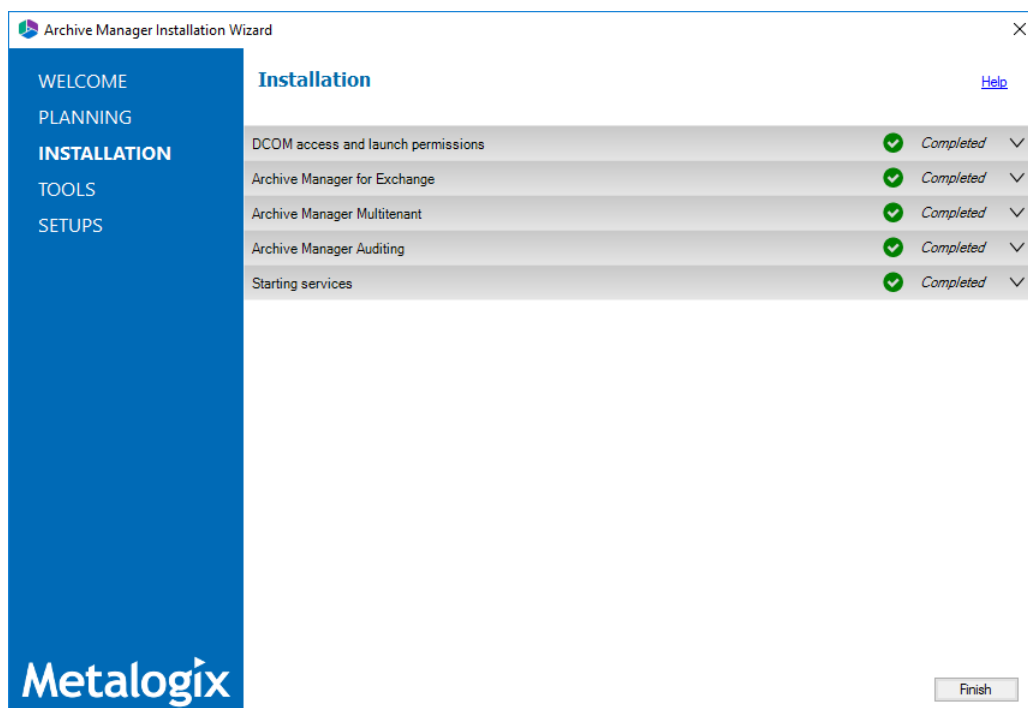 Archive Manager Installation Wizard
WELCOME
PLANNING
INSTALLATION
TOOLS
SETUPS
Metalogix
Installation
Help
DCOM access and launch permissions Completed
Archive Manager for Exchange Completed
Archive Manager Multitenant Completed
Archive Manager Auditing Completed
Starting services Completed
Finish